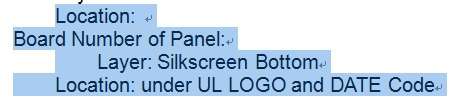 Location:
Board Number of Panel:
Layer: Silkscreen Bottom
Location: under UL LOGO and DATE Code